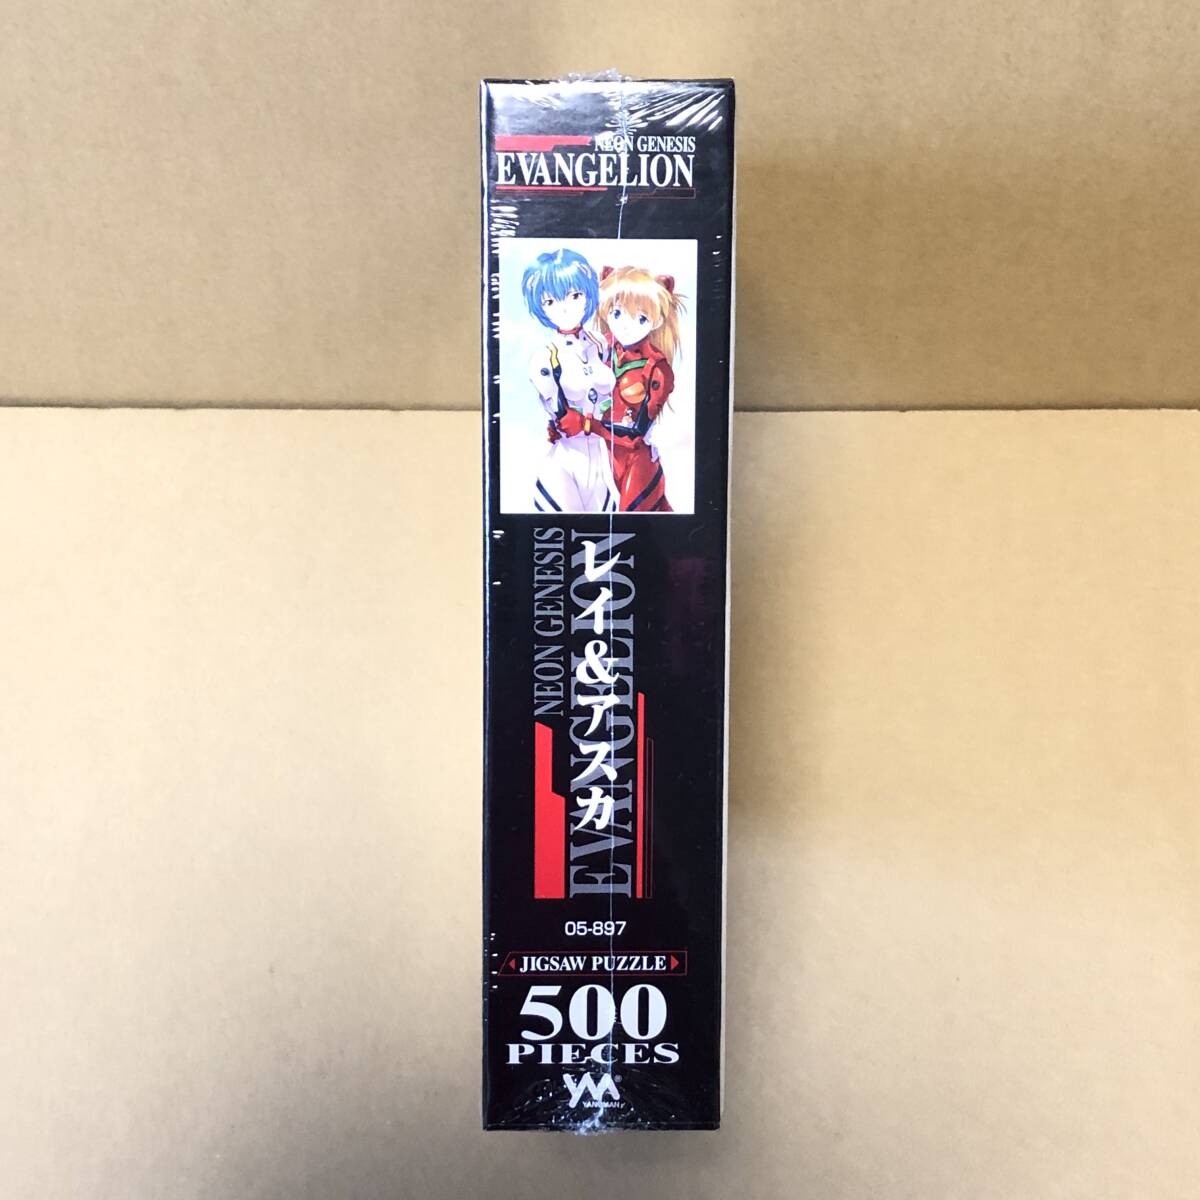 NEON GENESIS
EVANGELION
NEON GENESIS
EVANGELION
レイ&アスカ
05-897
JIGSAW PUZZLE
500
PIECES
YANOMAN